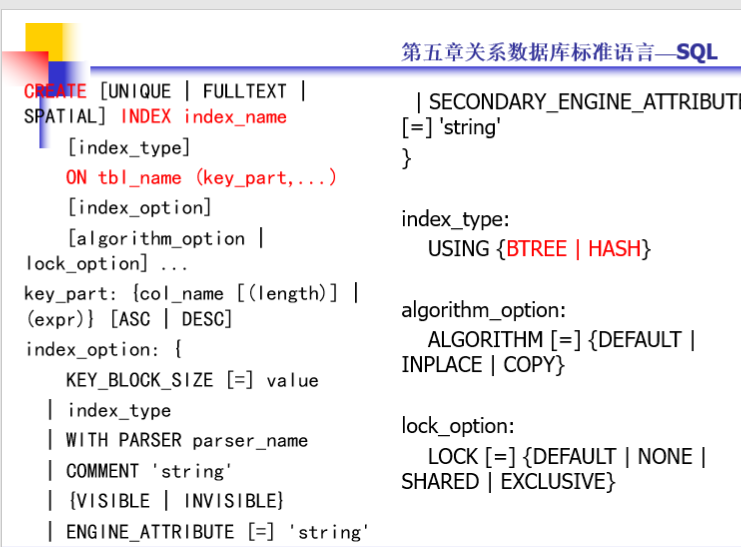 第五章关系数据库标准语言—SQL
CREATE [UNIQUE | FULLTEXT |
SPATIAL] INDEX index_name
[index_type]
ON tbl_name (key_part,...)
[index_option]
[algorithm_option |
lock_option] ...
key_part: {col_name [(length)] |
(expr)} [ASC | DESC]
index_option: {
KEY_BLOCK_SIZE [=] value
| index_type
| WITH PARSER parser_name
| COMMENT 'string'
| {VISIBLE | INVISIBLE}
| ENGINE_ATTRIBUTE [=] 'string'
| SECONDARY_ENGINE_ATTRIBUTE
[=] 'string'
}
index_type:
USING {BTREE | HASH}
algorithm_option:
ALGORITHM [=] {DEFAULT |
INPLACE | COPY}
lock_option:
LOCK [=] {DEFAULT | NONE |
SHARED | EXCLUSIVE}